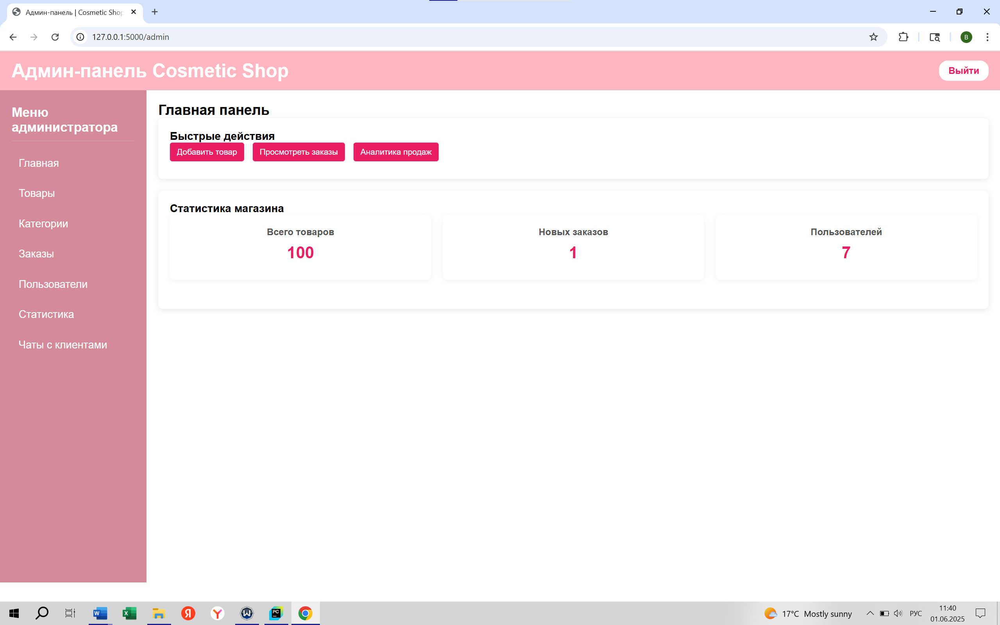 Админ-панель | Cosmetic Shop
127.0.0.1:5000/admin
B
Админ-панель Cosmetic Shop
Выйти
Меню
администратора
Главная
Товары
Категории
Заказы
Пользователи
Статистика
Чаты с клиентами
Главная панель
Быстрые действия
Добавить товар
Просмотреть заказы
Аналитика продаж
Статистика магазина
Всего товаров
100
Новых заказов
1
Пользователей
7
W
X
Я
Y
W
PC
17°C Mostly sunny
РУС
11:40
01.06.2025